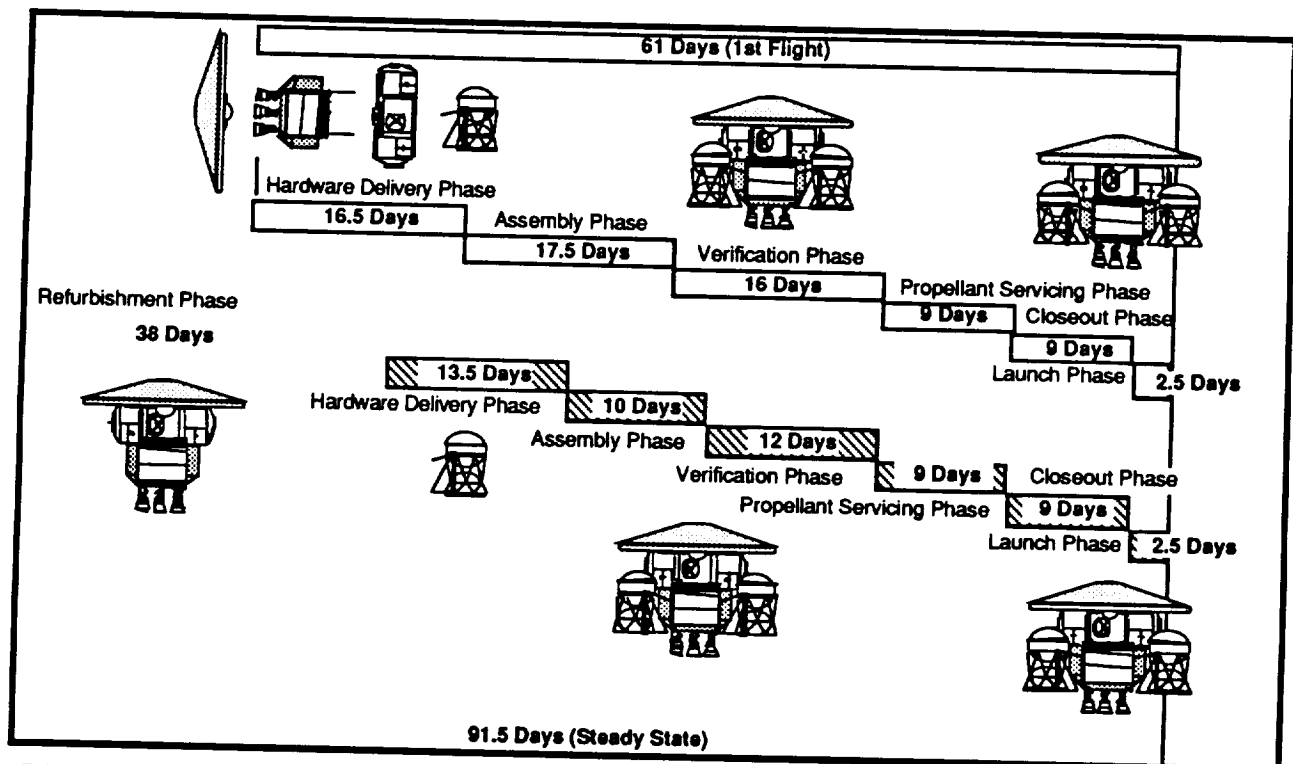 61 Days (1st Flight)
Hardware Delivery Phase
16.5 Days
Assembly Phase
17.5 Days
Verification Phase
16 Days
Propellant Servicing Phase
9 Days
Closeout Phase
9 Days
Launch Phase
2.5 Days
Refurbishment Phase
38 Days
13.5 Days
Hardware Delivery Phase
10 Days
Assembly Phase
12 Days
Verification Phase
9 Days
Closeout Phase
Propellant Servicing Phase
9 Days
Launch Phase
2.5 Days
91.5 Days (Steady State)